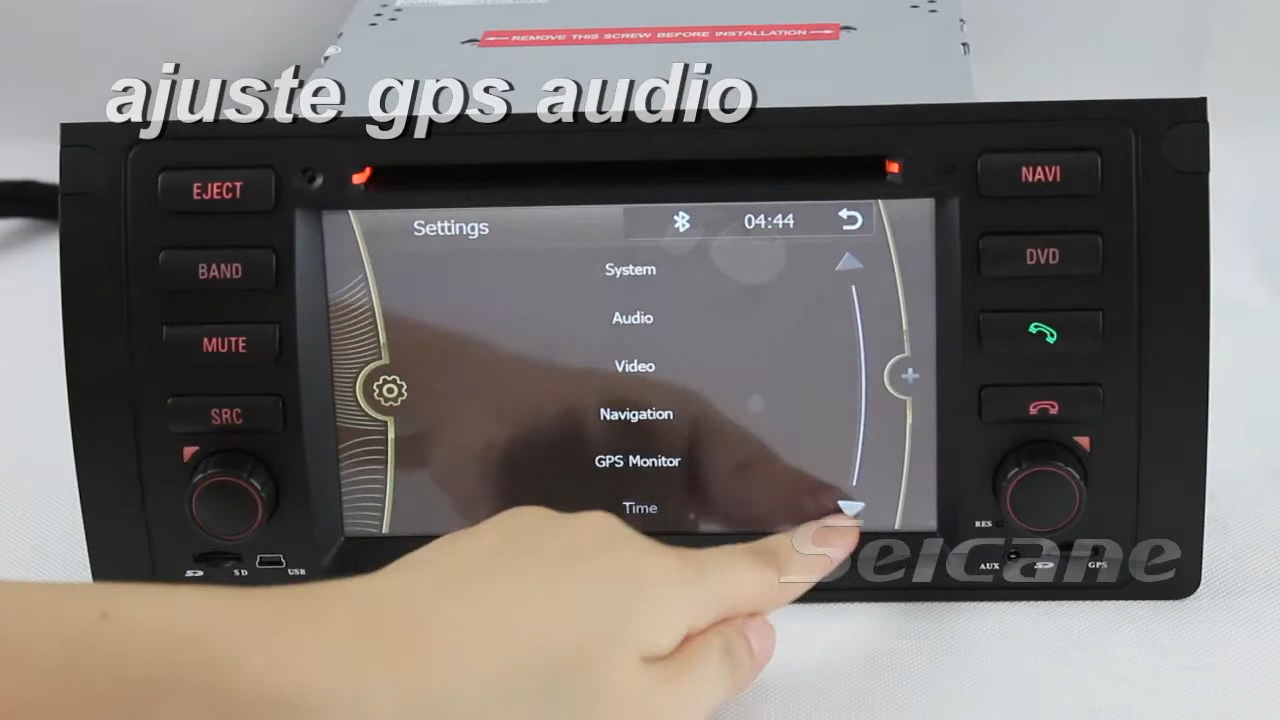 REMOVE THIS SCREW BEFORE INSTALLATION
ajuste gps audio
EJECT
NAVI
Settings
04:44
BAND
System
DVD
Audio
MUTE
Video
SRC
Navigation
GPS Monitor
Time
RES
Seicane
SD
USB
AUX
GPS